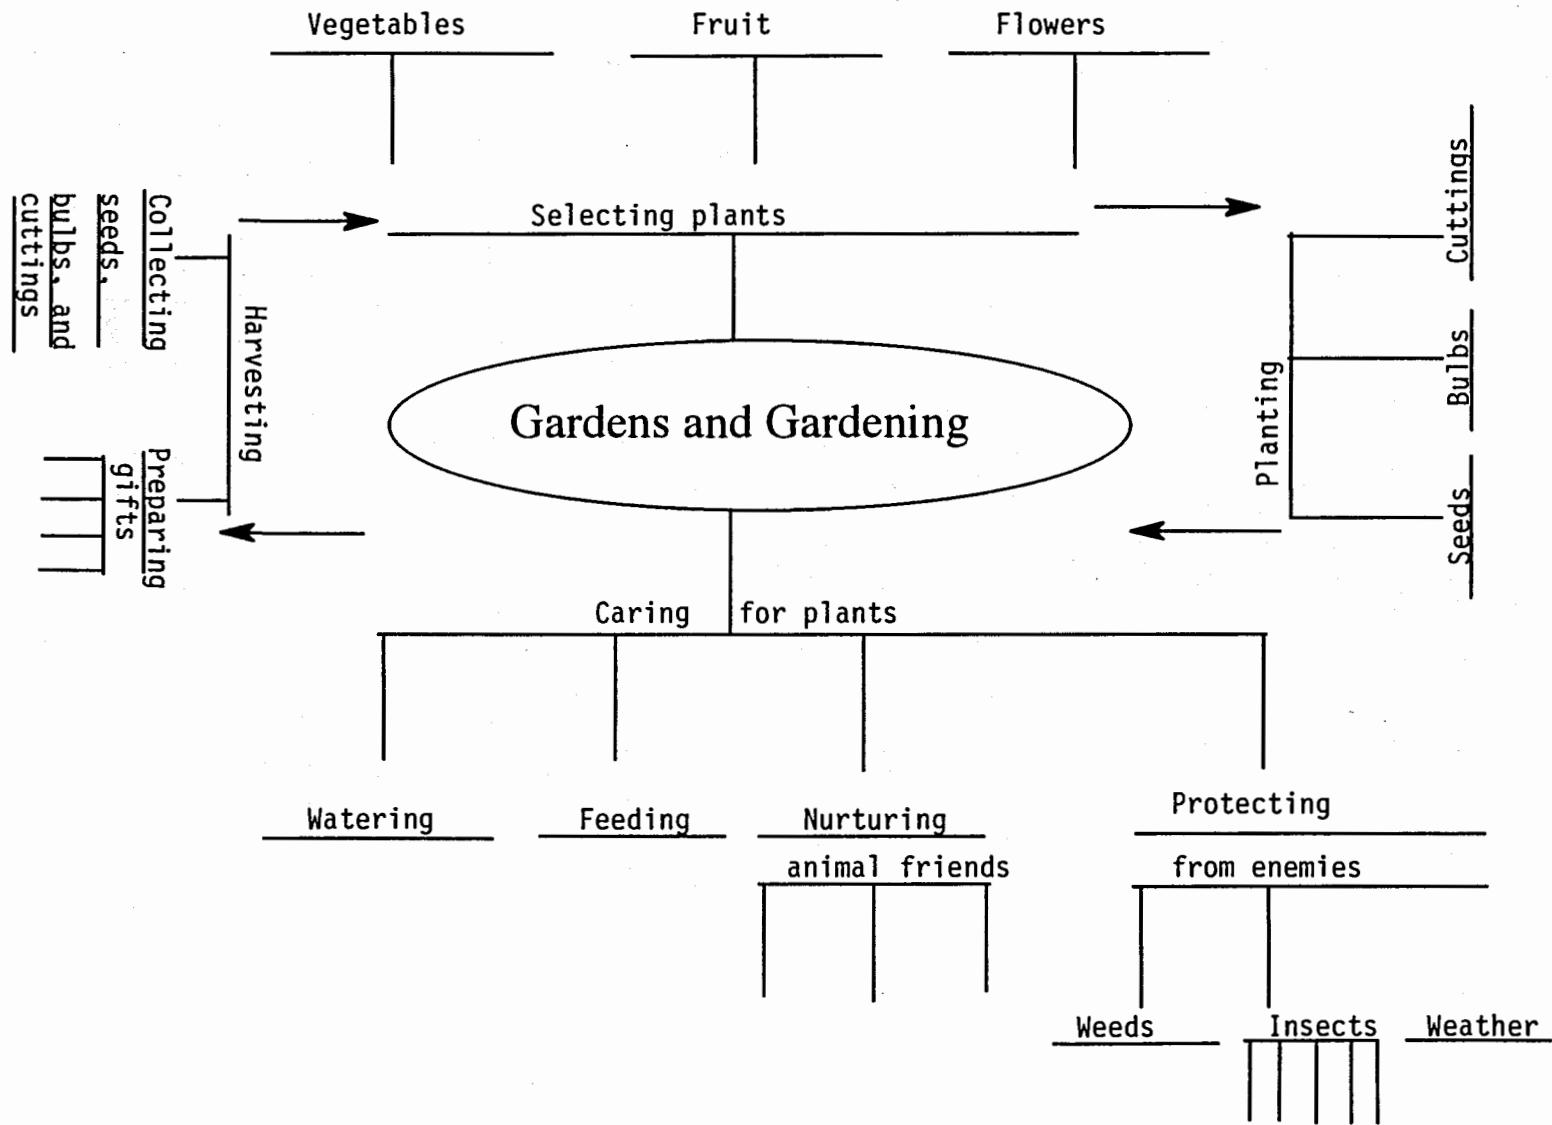 Vegetables
Fruit
Flowers
Selecting plants
Cuttings
Bulbs
Seeds
Planting
Collecting
seeds,
bulbs, and
cuttings
Harvesting
Preparing
gifts
Gardens and Gardening
Caring for plants
Watering
Feeding
Nurturing
animal friends
Protecting
from enemies
Weeds
Insects
Weather